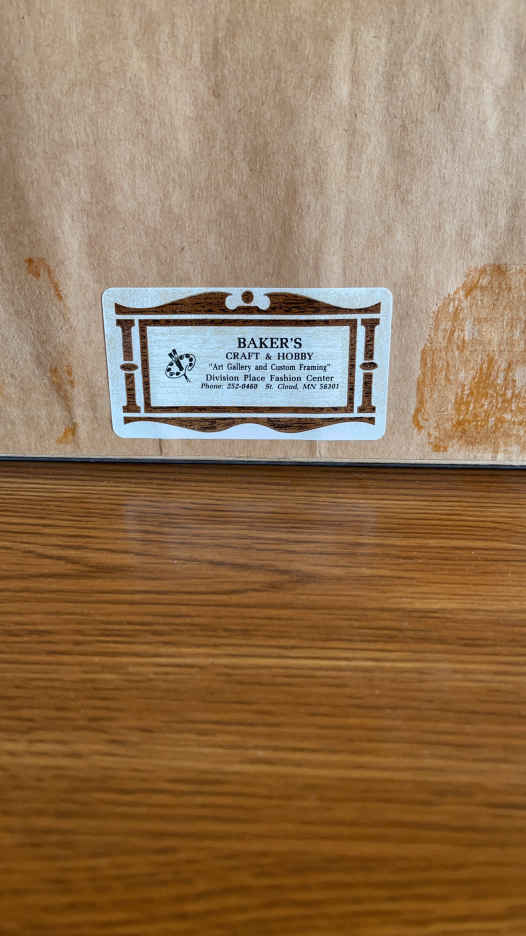 BAKER'S
CRAFT & HOBBY
"Art Gallery and Custom Framing"
Division Place Fashion Center
Phone: 252-0460 St. Cloud, MN 56301